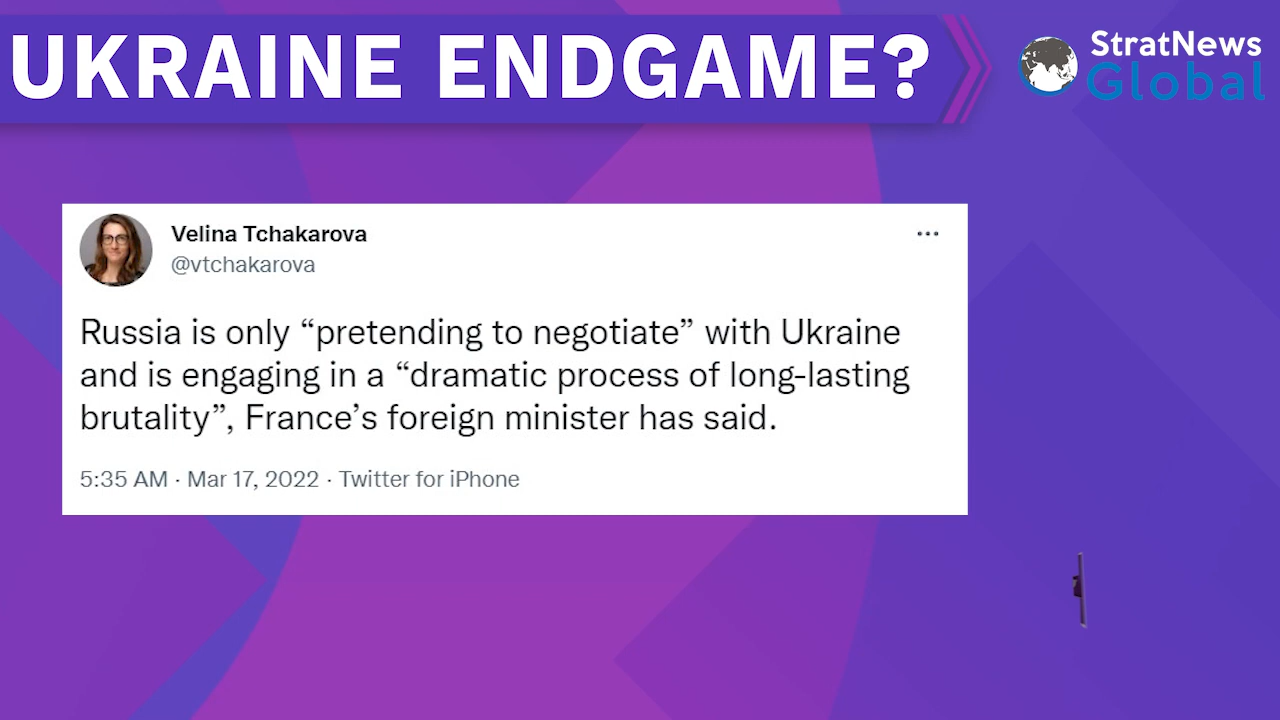 UKRAINE ENDGAME?
StratNews
Global
Velina Tchakarova
@vtchakarova
Russia is only “pretending to negotiate” with Ukraine
and is engaging in a “dramatic process of long-lasting
brutality”, France’s foreign minister has said.
5:35 AM · Mar 17, 2022 · Twitter for iPhone